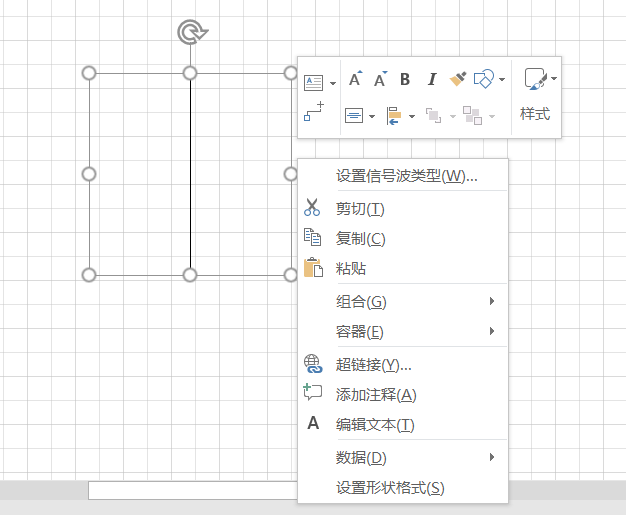 A
A A B I
样式
设置信号波类型(W)...
剪切(T)
复制(C)
粘贴
组合(G)
容器(E)
超链接(Y)...
添加注释(A)
A 编辑文本(T)
数据(D)
设置形状格式(S)